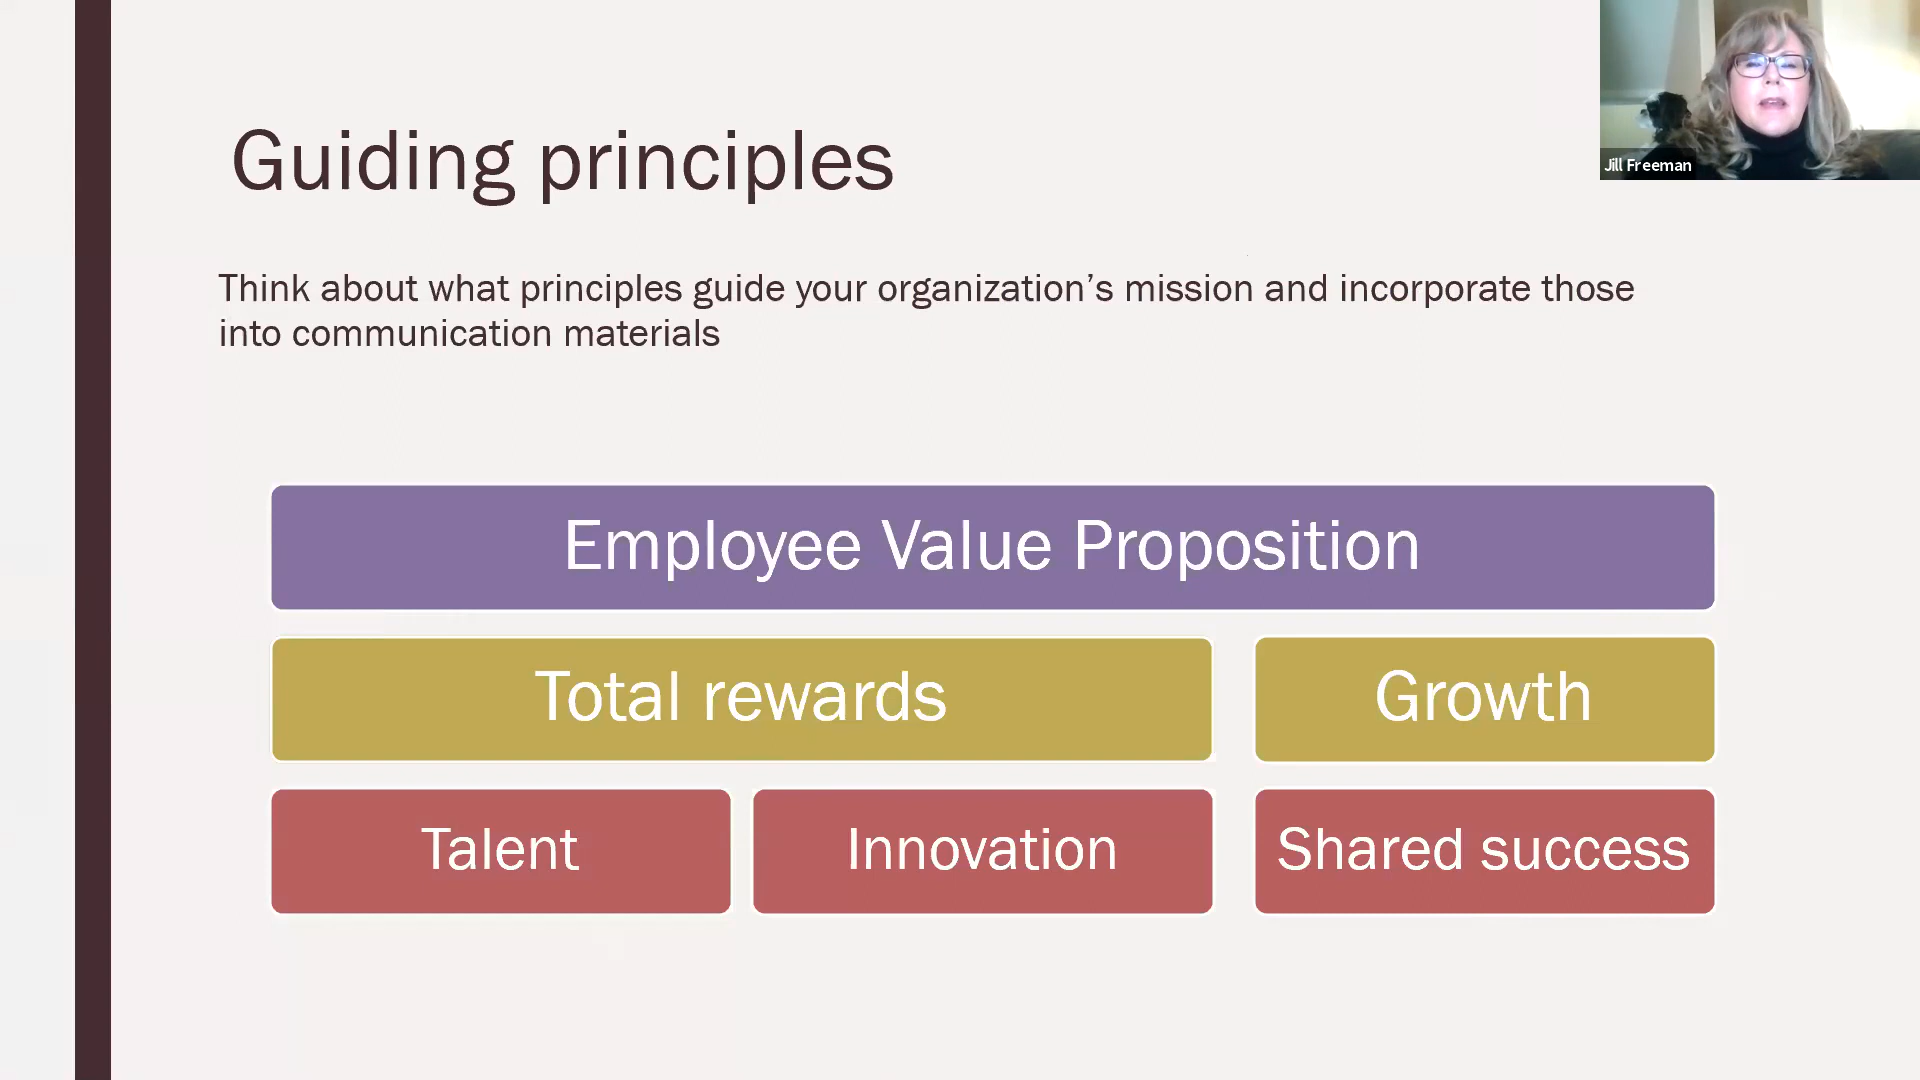 Guiding principles
Jill Freeman
Think about what principles guide your organization’s mission and incorporate those
into communication materials
Employee Value Proposition
Total rewards
Growth
Talent
Innovation
Shared success